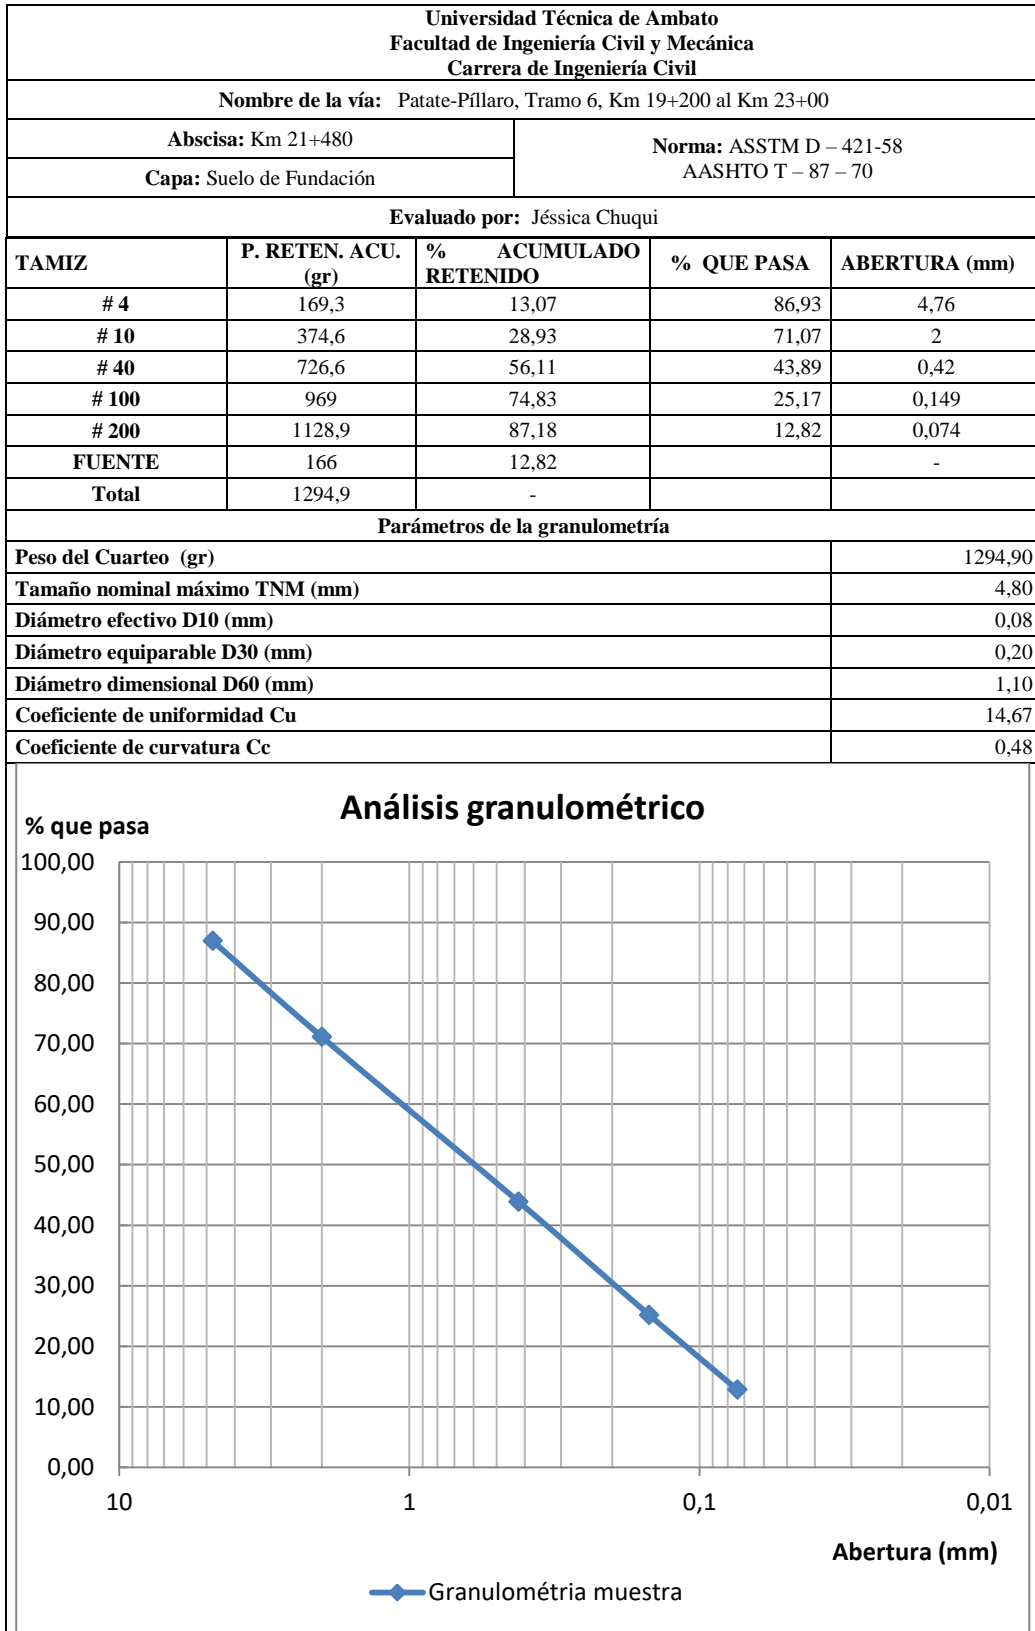 Universidad Técnica de Ambato
Facultad de Ingeniería Civil y Mecánica
Carrera de Ingeniería Civil
Nombre de la vía: Patate-Píllaro, Tramo 6, Km 19+200 al Km 23+00
Abscisa: Km 21+480
Capa: Suelo de Fundación
Norma: ASSTM D – 421-58
AASHTO T – 87 – 70
Evaluado por: Jéssica Chuqui
TAMIZ P. RETEN. ACU. (gr) % ACUMULADO RETENIDO % QUE PASA ABERTURA (mm)
# 4 169,3 13,07 86,93 4,76
# 10 374,6 28,93 71,07 2
# 40 726,6 56,11 43,89 0,42
# 100 969 74,83 25,17 0,149
# 200 1128,9 87,18 12,82 0,074
FUENTE 166 12,82 -
Total 1294,9 -
Parámetros de la granulometría
Peso del Cuarteo (gr) 1294,90
Tamaño nominal máximo TNM (mm) 4,80
Diámetro efectivo D10 (mm) 0,08
Diámetro equiparable D30 (mm) 0,20
Diámetro dimensional D60 (mm) 1,10
Coeficiente de uniformidad Cu 14,67
Coeficiente de curvatura Cc 0,48
Análisis granulométrico
% que pasa
100,00
90,00
80,00
70,00
60,00
50,00
40,00
30,00
20,00
10,00
0,00
10 1 0,1 0,01
Abertura (mm)
Granulométria muestra